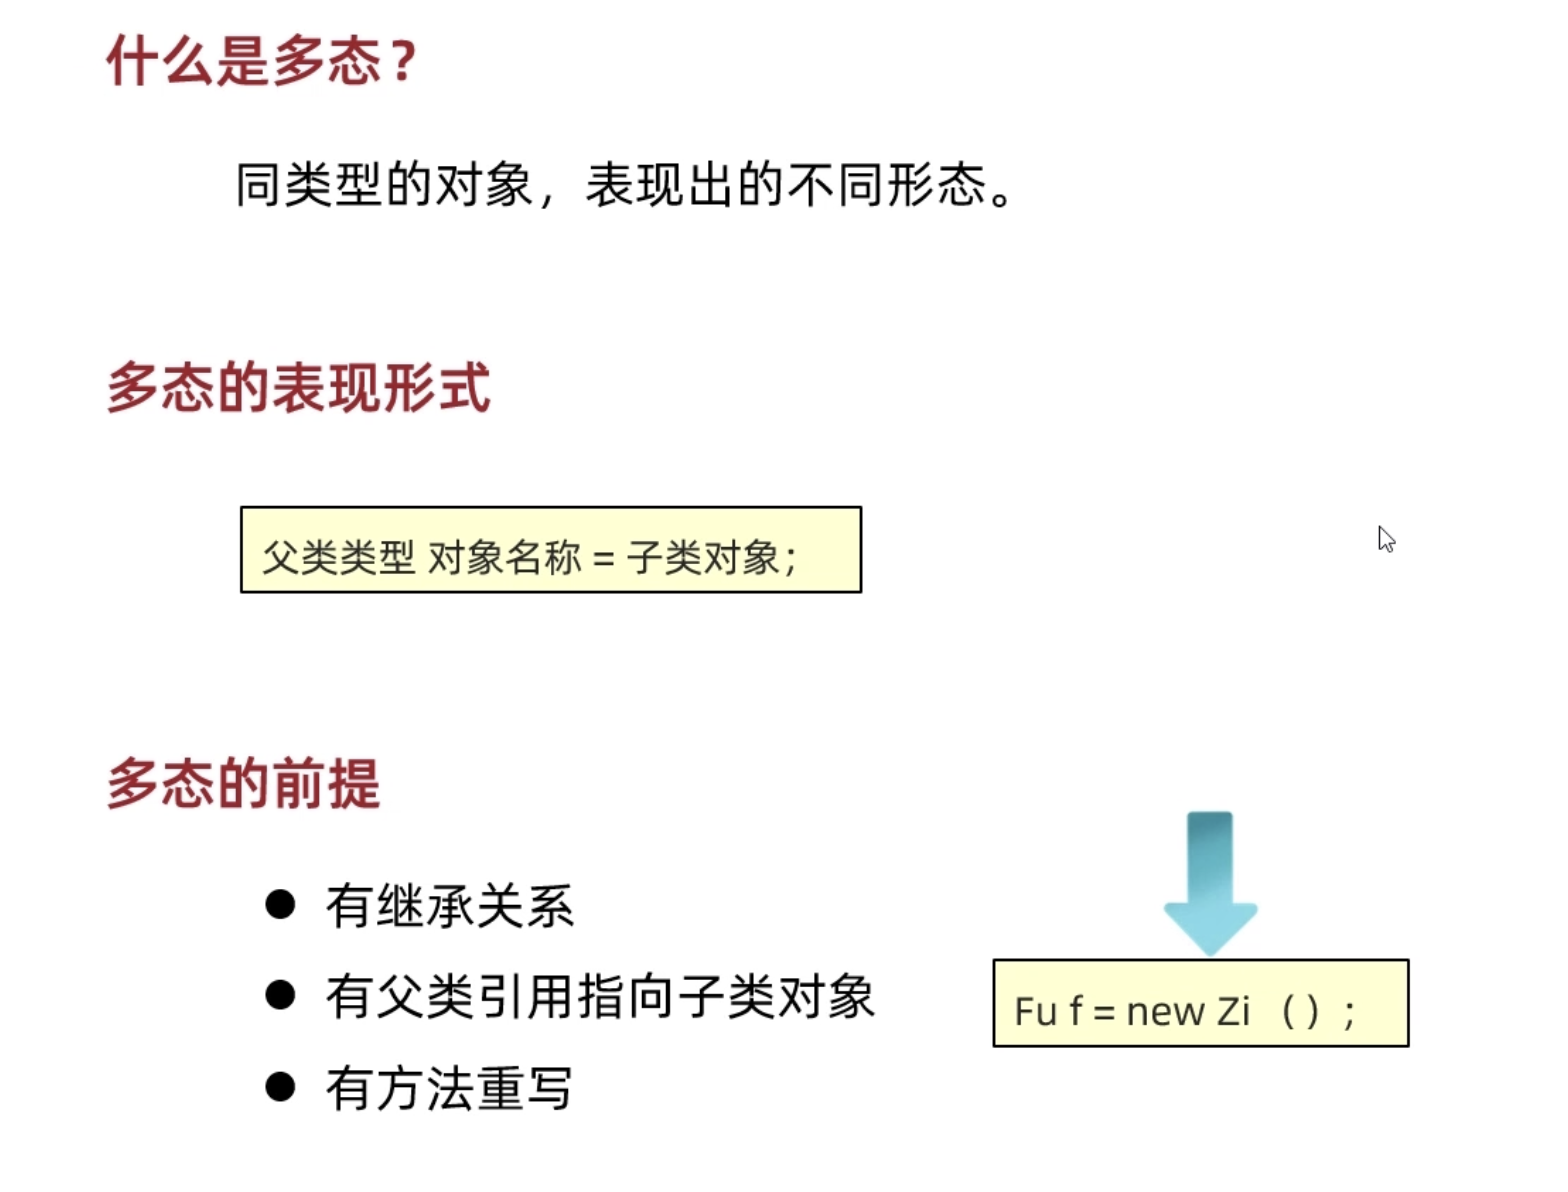 什么是多态？
同类型的对象，表现出的不同形态。
多态的表现形式
父类类型 对象名称 = 子类对象；
多态的前提
● 有继承关系
● 有父类引用指向子类对象
Fu f = new Zi （）；
● 有方法重写